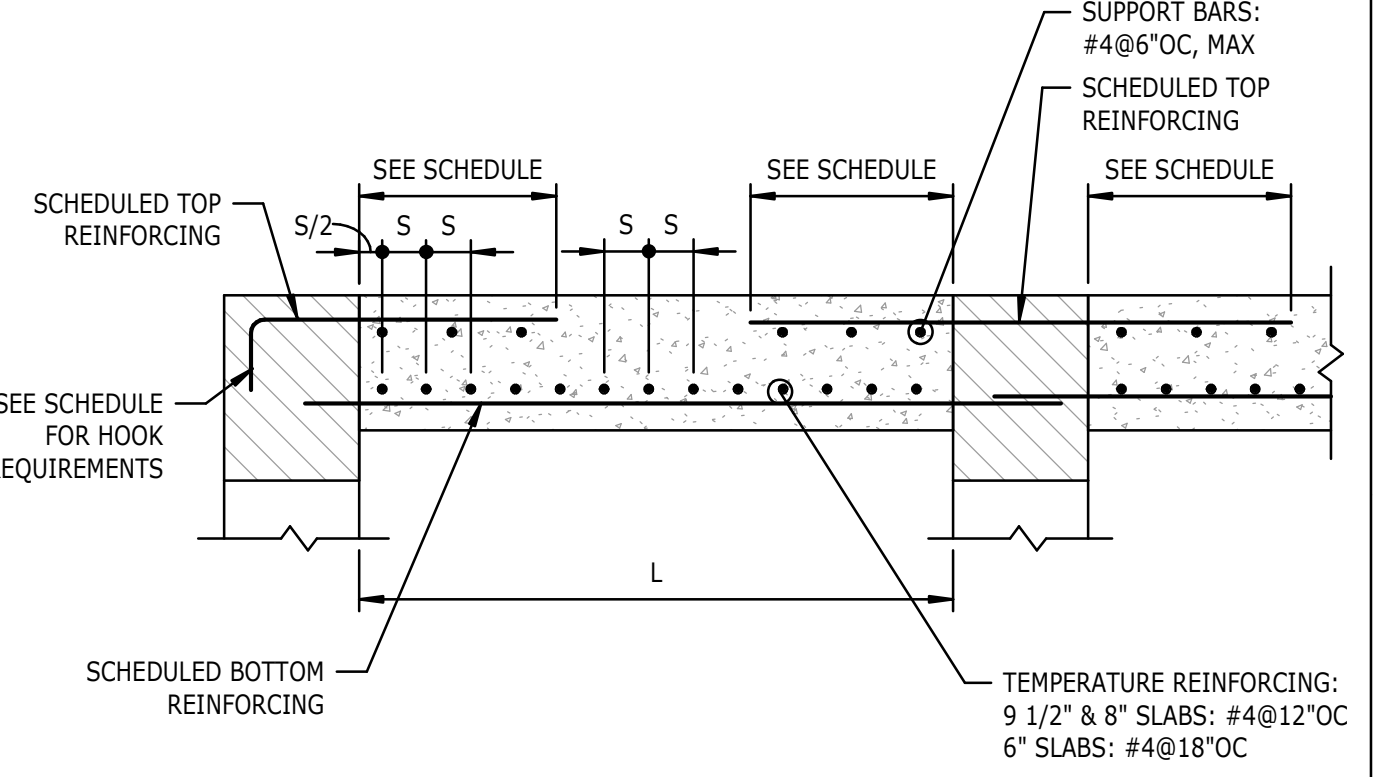 SUPPORT BARS:
#4@6"OC, MAX
SCHEDULED TOP
REINFORCING
SEE SCHEDULE
SEE SCHEDULE
SEE SCHEDULE
SCHEDULED TOP
REINFORCING
S/2
S
S
S
S
SEE SCHEDULE
FOR HOOK
REQUIREMENTS
L
SCHEDULED BOTTOM
REINFORCING
TEMPERATURE REINFORCING:
9 1/2" & 8" SLABS: #4@12"OC
6" SLABS: #4@18"OC